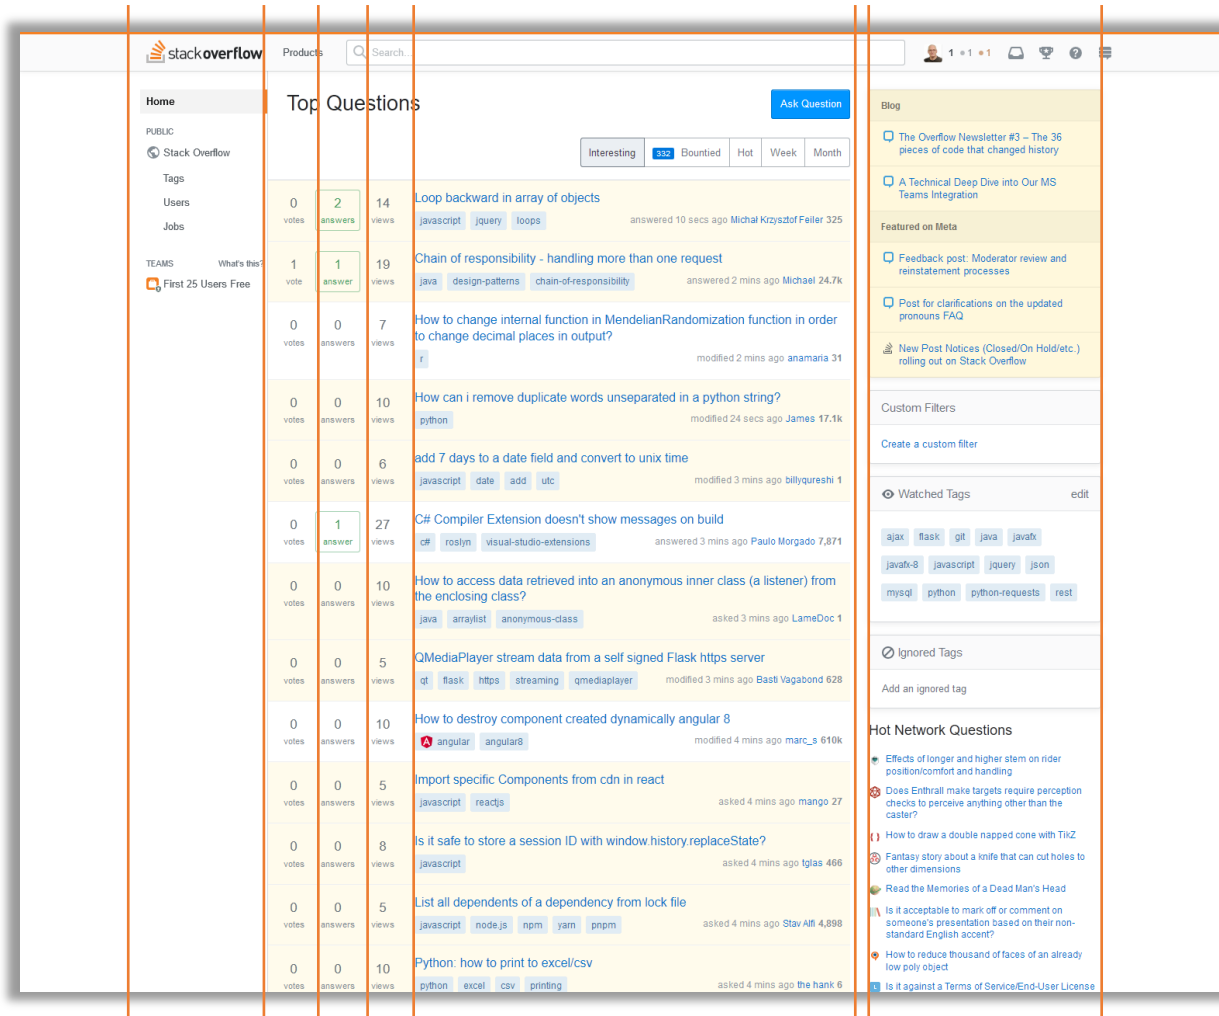 stackoverflow
Products
Search...
1 1 1
Home
PUBLIC
Stack Overflow
Tags
Users
Jobs
TEAMS What's this?
First 25 Users Free
Top Questions
Ask Question
Interesting 332 Bountied Hot Week Month
0 votes 2 answers 14 views
Loop backward in array of objects
javascript jquery loops
answered 10 secs ago Michał Krzysztof Feiler 325
1 vote 1 answer 19 views
Chain of responsibility - handling more than one request
java design-patterns chain-of-responsibility
answered 2 mins ago Michael 24.7k
0 votes 0 answers 7 views
How to change internal function in MendelianRandomization function in order
to change decimal places in output?
r
modified 2 mins ago anamaria 31
0 votes 0 answers 10 views
How can i remove duplicate words unseparated in a python string?
python
modified 24 secs ago James 17.1k
0 votes 0 answers 6 views
add 7 days to a date field and convert to unix time
javascript date add utc
modified 3 mins ago billyqureshi 1
0 votes 1 answer 27 views
C# Compiler Extension doesn't show messages on build
c# roslyn visual-studio-extensions
answered 3 mins ago Paulo Morgado 7,871
0 votes 0 answers 10 views
How to access data retrieved into an anonymous inner class (a listener) from
the enclosing class?
java arraylist anonymous-class
asked 3 mins ago LameDoc 1
0 votes 0 answers 5 views
QMediaPlayer stream data from a self signed Flask https server
qt flask https streaming qmediaplayer
modified 3 mins ago Basti Vagabond 628
0 votes 0 answers 10 views
How to destroy component created dynamically angular 8
angular angular8
modified 4 mins ago marc_s 610k
0 votes 0 answers 5 views
Import specific Components from cdn in react
javascript reactjs
asked 4 mins ago mango 27
0 votes 0 answers 8 views
Is it safe to store a session ID with window.history.replaceState?
javascript
asked 4 mins ago tglas 466
0 votes 0 answers 5 views
List all dependents of a dependency from lock file
javascript node.js npm yarn pnpm
asked 4 mins ago Stav Alfi 4,898
0 votes 0 answers 10 views
Python: how to print to excel/csv
python excel csv printing
asked 4 mins ago the hank 6
Blog
The Overflow Newsletter #3 – The 36
pieces of code that changed history
A Technical Deep Dive into Our MS
Teams Integration
Featured on Meta
Feedback post: Moderator review and
reinstatement processes
Post for clarifications on the updated
pronouns FAQ
New Post Notices (Closed/On Hold/etc.)
rolling out on Stack Overflow
Custom Filters
Create a custom filter
Watched Tags edit
ajax flask git java javafx
javafx-8 javascript jquery json
mysql python python-requests rest
Ignored Tags
Add an ignored tag
Hot Network Questions
Effects of longer and higher stem on rider
position/comfort and handling
Does Enthrall make targets require perception
checks to perceive anything other than the
caster?
How to draw a double napped cone with TikZ
Fantasy story about a knife that can cut holes to
other dimensions
Read the Memories of a Dead Man's Head
Is it acceptable to mark off or comment on
someone's presentation based on their non-
standard English accent?
How to reduce thousand of faces of an already
low poly object
Is it against a Terms of Service/End-User License